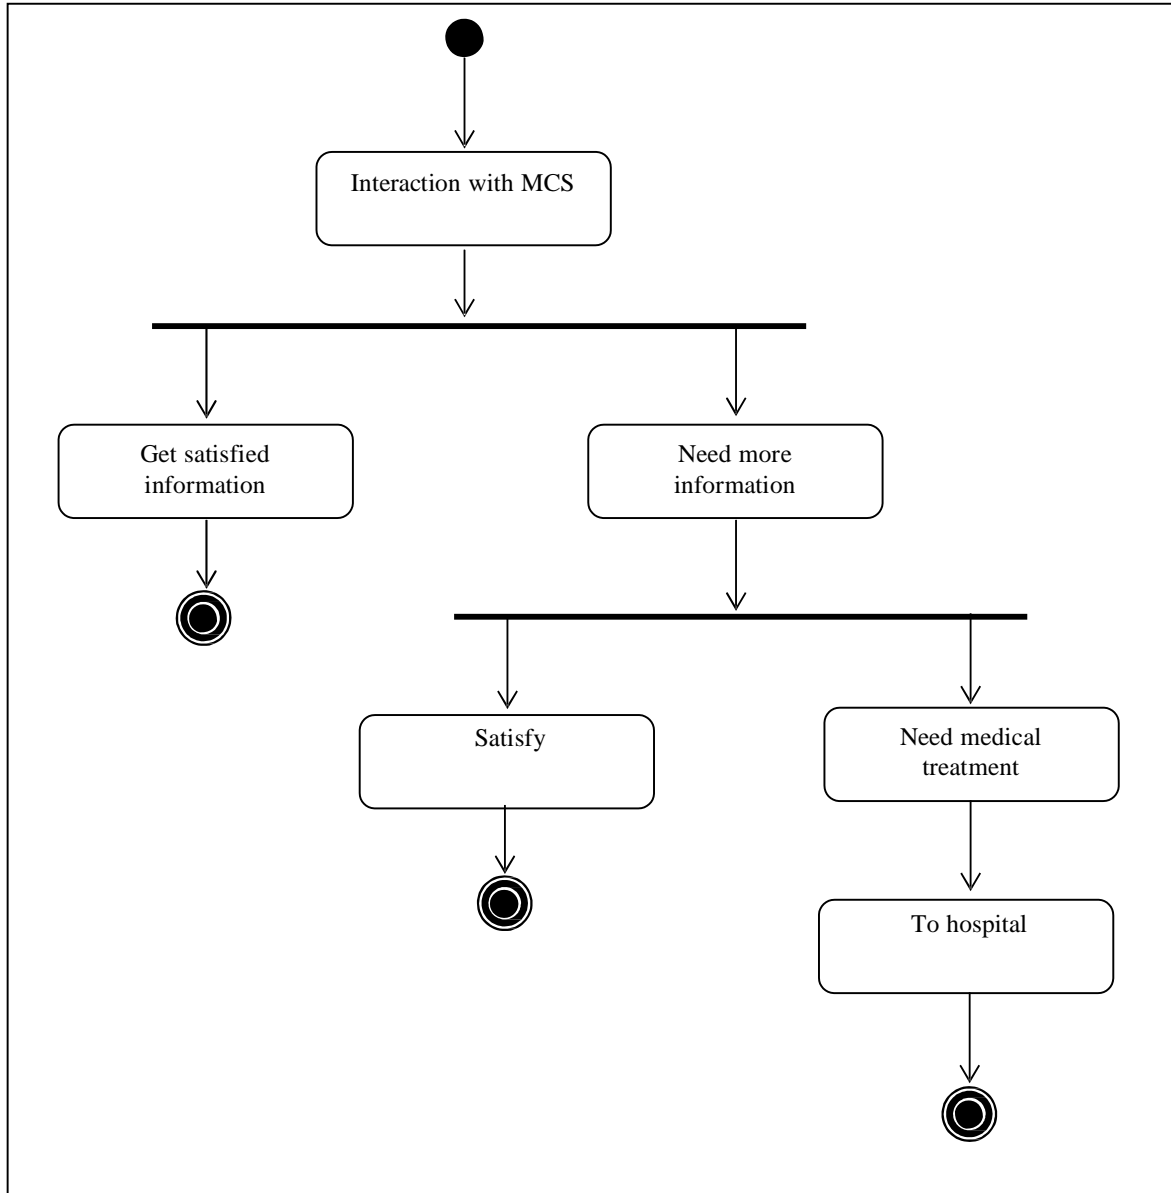 Interaction with MCS
Get satisfied
information
Need more
information
Satisfy
Need medical
treatment
To hospital